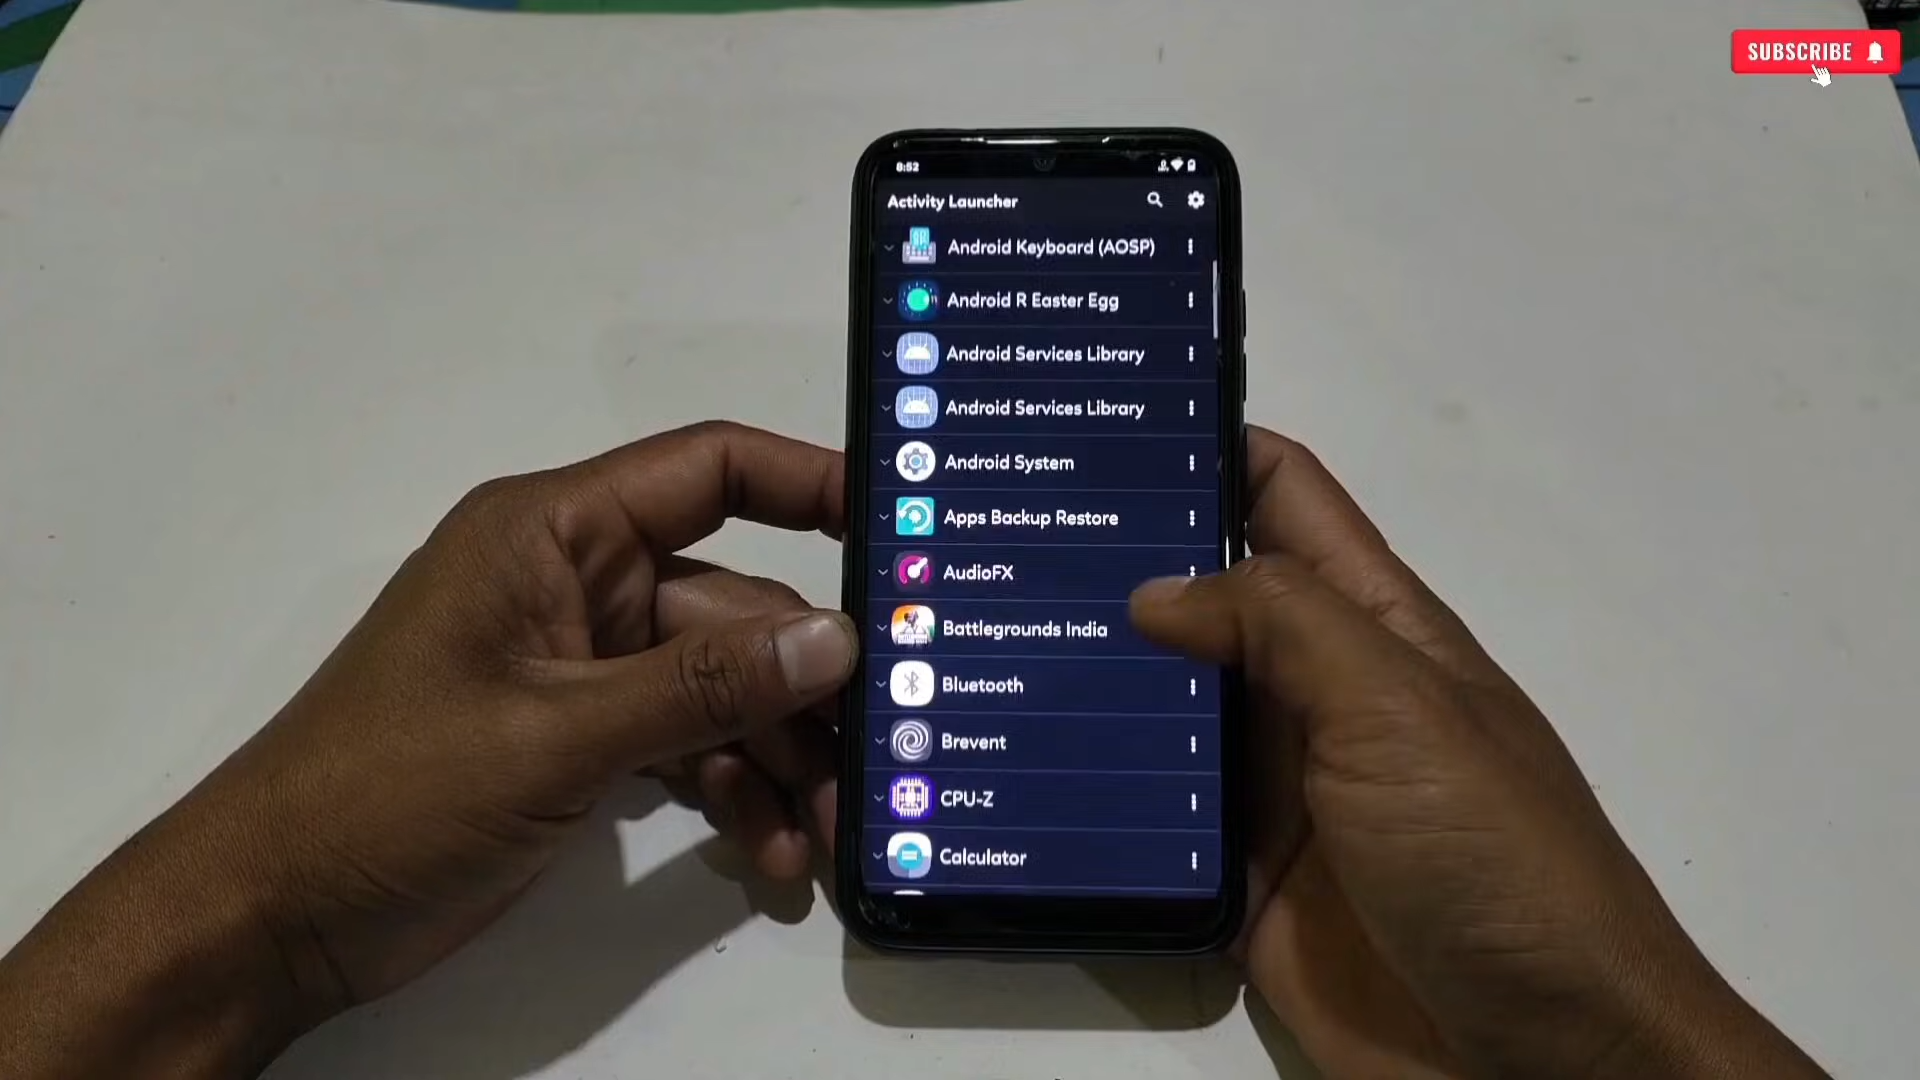 SUBSCRIBE
8:52
Activity Launcher
Android Keyboard (AOSP)
Android R Easter Egg
Android Services Library
Android Services Library
Android System
Apps Backup Restore
AudioFX
Battlegrounds India
Bluetooth
Brevent
CPU-Z
Calculator